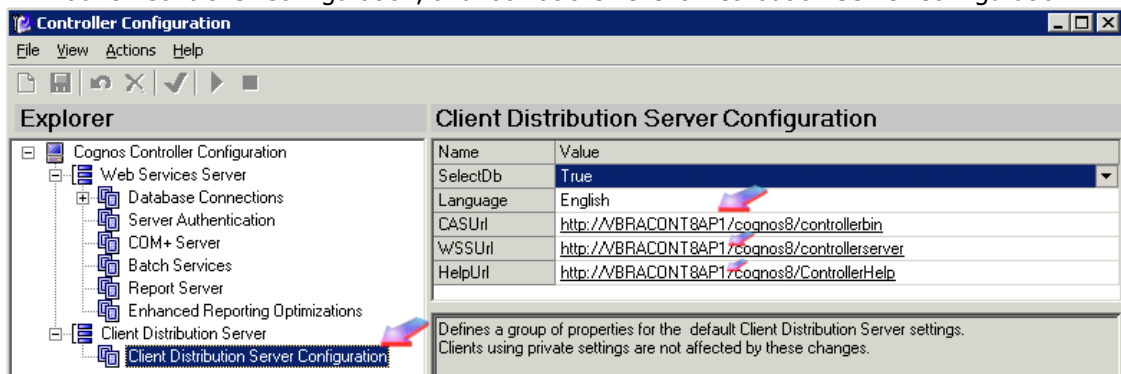 Controller Configuration
File View Actions Help
Explorer
Client Distribution Server Configuration
Cognos Controller Configuration
Web Services Server
Database Connections
Server Authentication
COM+ Server
Batch Services
Report Server
Enhanced Reporting Optimizations
Client Distribution Server
Client Distribution Server Configuration
Name Value
SelectDb True
Language English
CASUrl http://VBRACONT8AP1/cognos8/controllerbin
WSSUrl http://VBRACONT8AP1/cognos8/controllerserver
HelpUrl http://VBRACONT8AP1/cognos8/ControllerHelp
Defines a group of properties for the default Client Distribution Server settings.
Clients using private settings are not affected by these changes.